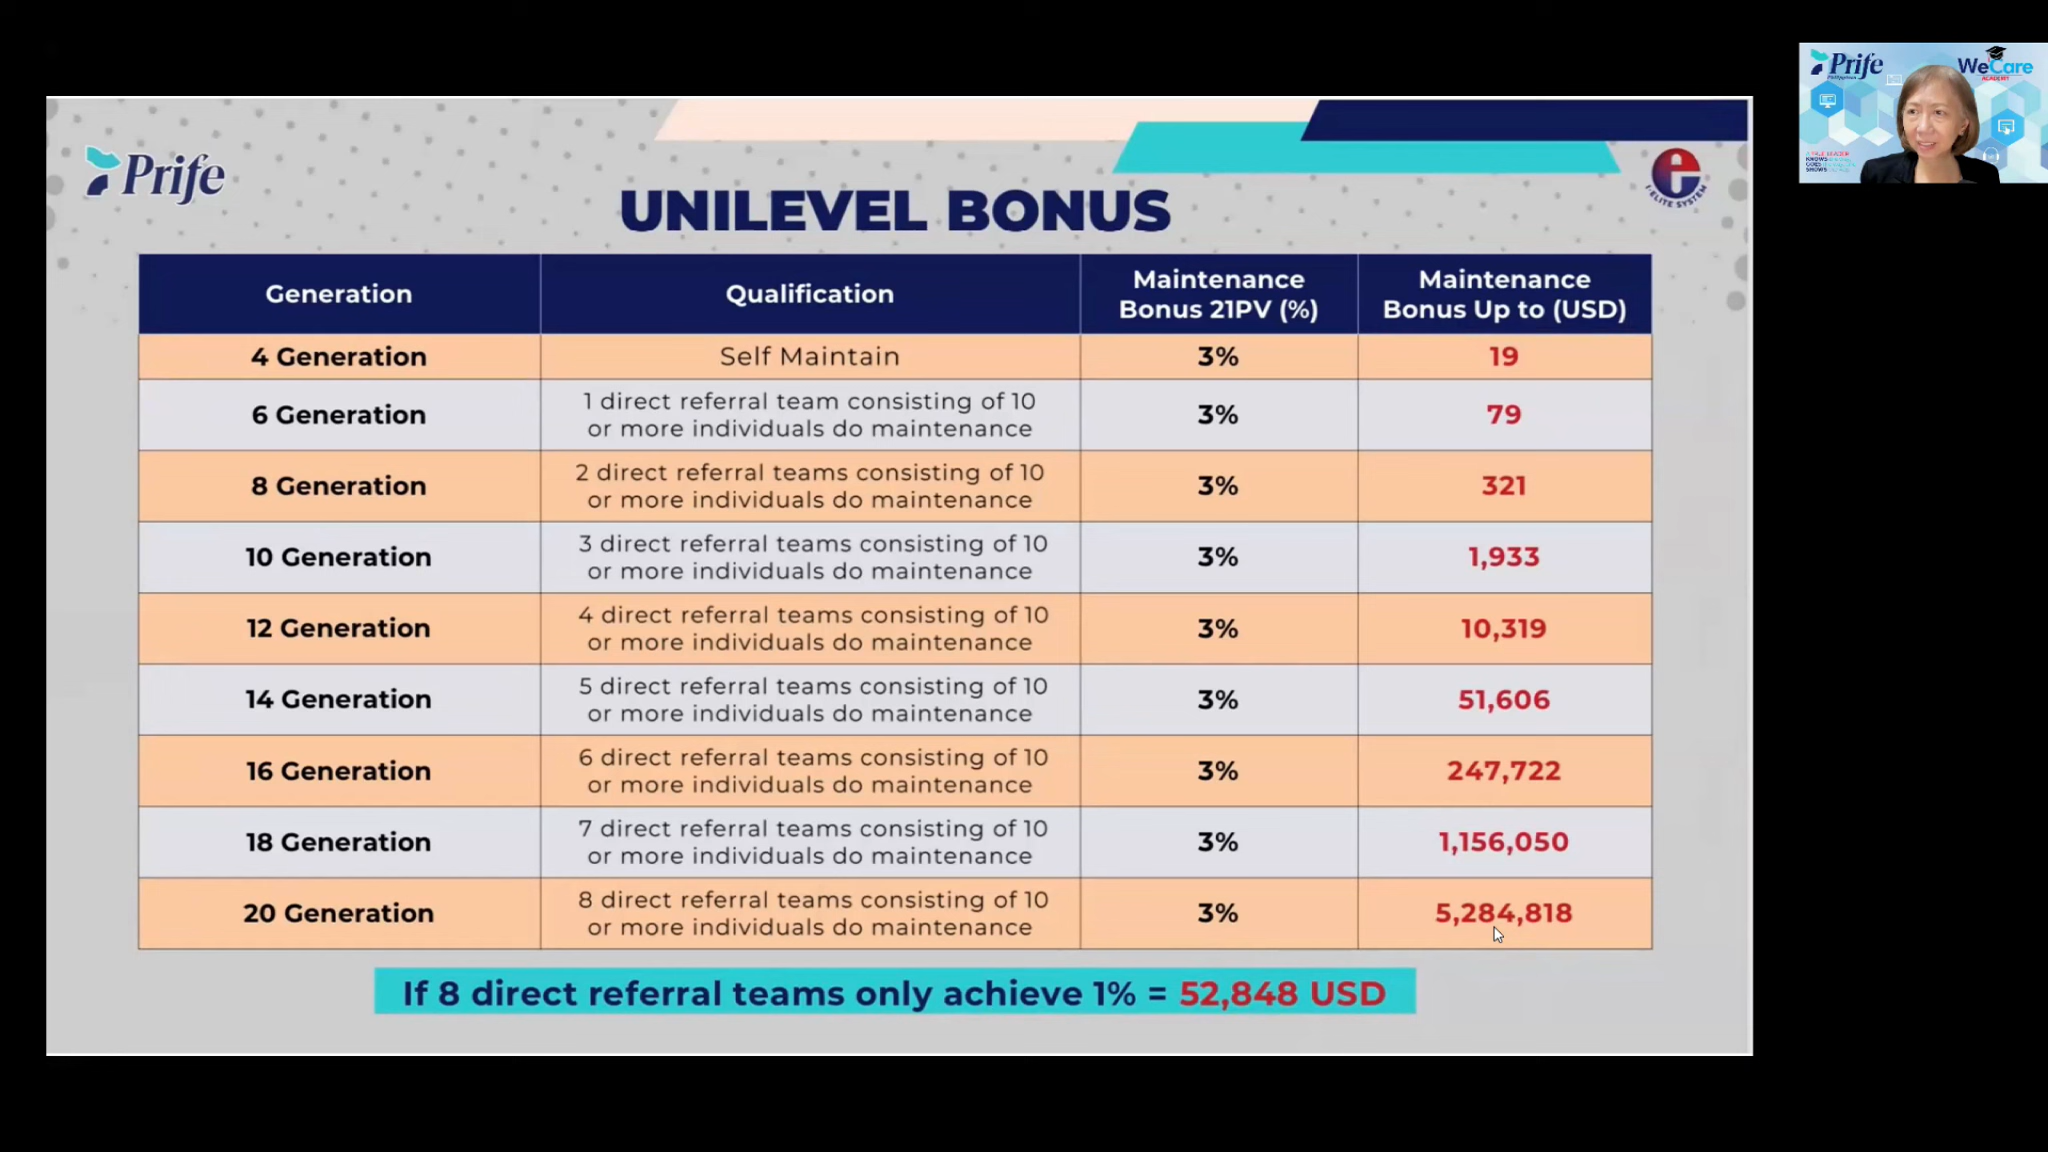 Prife
I-ELITE SYSTEM
UNILEVEL BONUS
Generation
Qualification
Maintenance
Bonus 21PV (%)
Maintenance
Bonus Up to (USD)
4 Generation
Self Maintain
3%
19
6 Generation
1 direct referral team consisting of 10
or more individuals do maintenance
3%
79
8 Generation
2 direct referral teams consisting of 10
or more individuals do maintenance
3%
321
10 Generation
3 direct referral teams consisting of 10
or more individuals do maintenance
3%
1,933
12 Generation
4 direct referral teams consisting of 10
or more individuals do maintenance
3%
10,319
14 Generation
5 direct referral teams consisting of 10
or more individuals do maintenance
3%
51,606
16 Generation
6 direct referral teams consisting of 10
or more individuals do maintenance
3%
247,722
18 Generation
7 direct referral teams consisting of 10
or more individuals do maintenance
3%
1,156,050
20 Generation
8 direct referral teams consisting of 10
or more individuals do maintenance
3%
5,284,818
If 8 direct referral teams only achieve 1% = 52,848 USD
Prife
Philippines
WeCare
ACADEMY
KNOWS
GOES
SHOWS